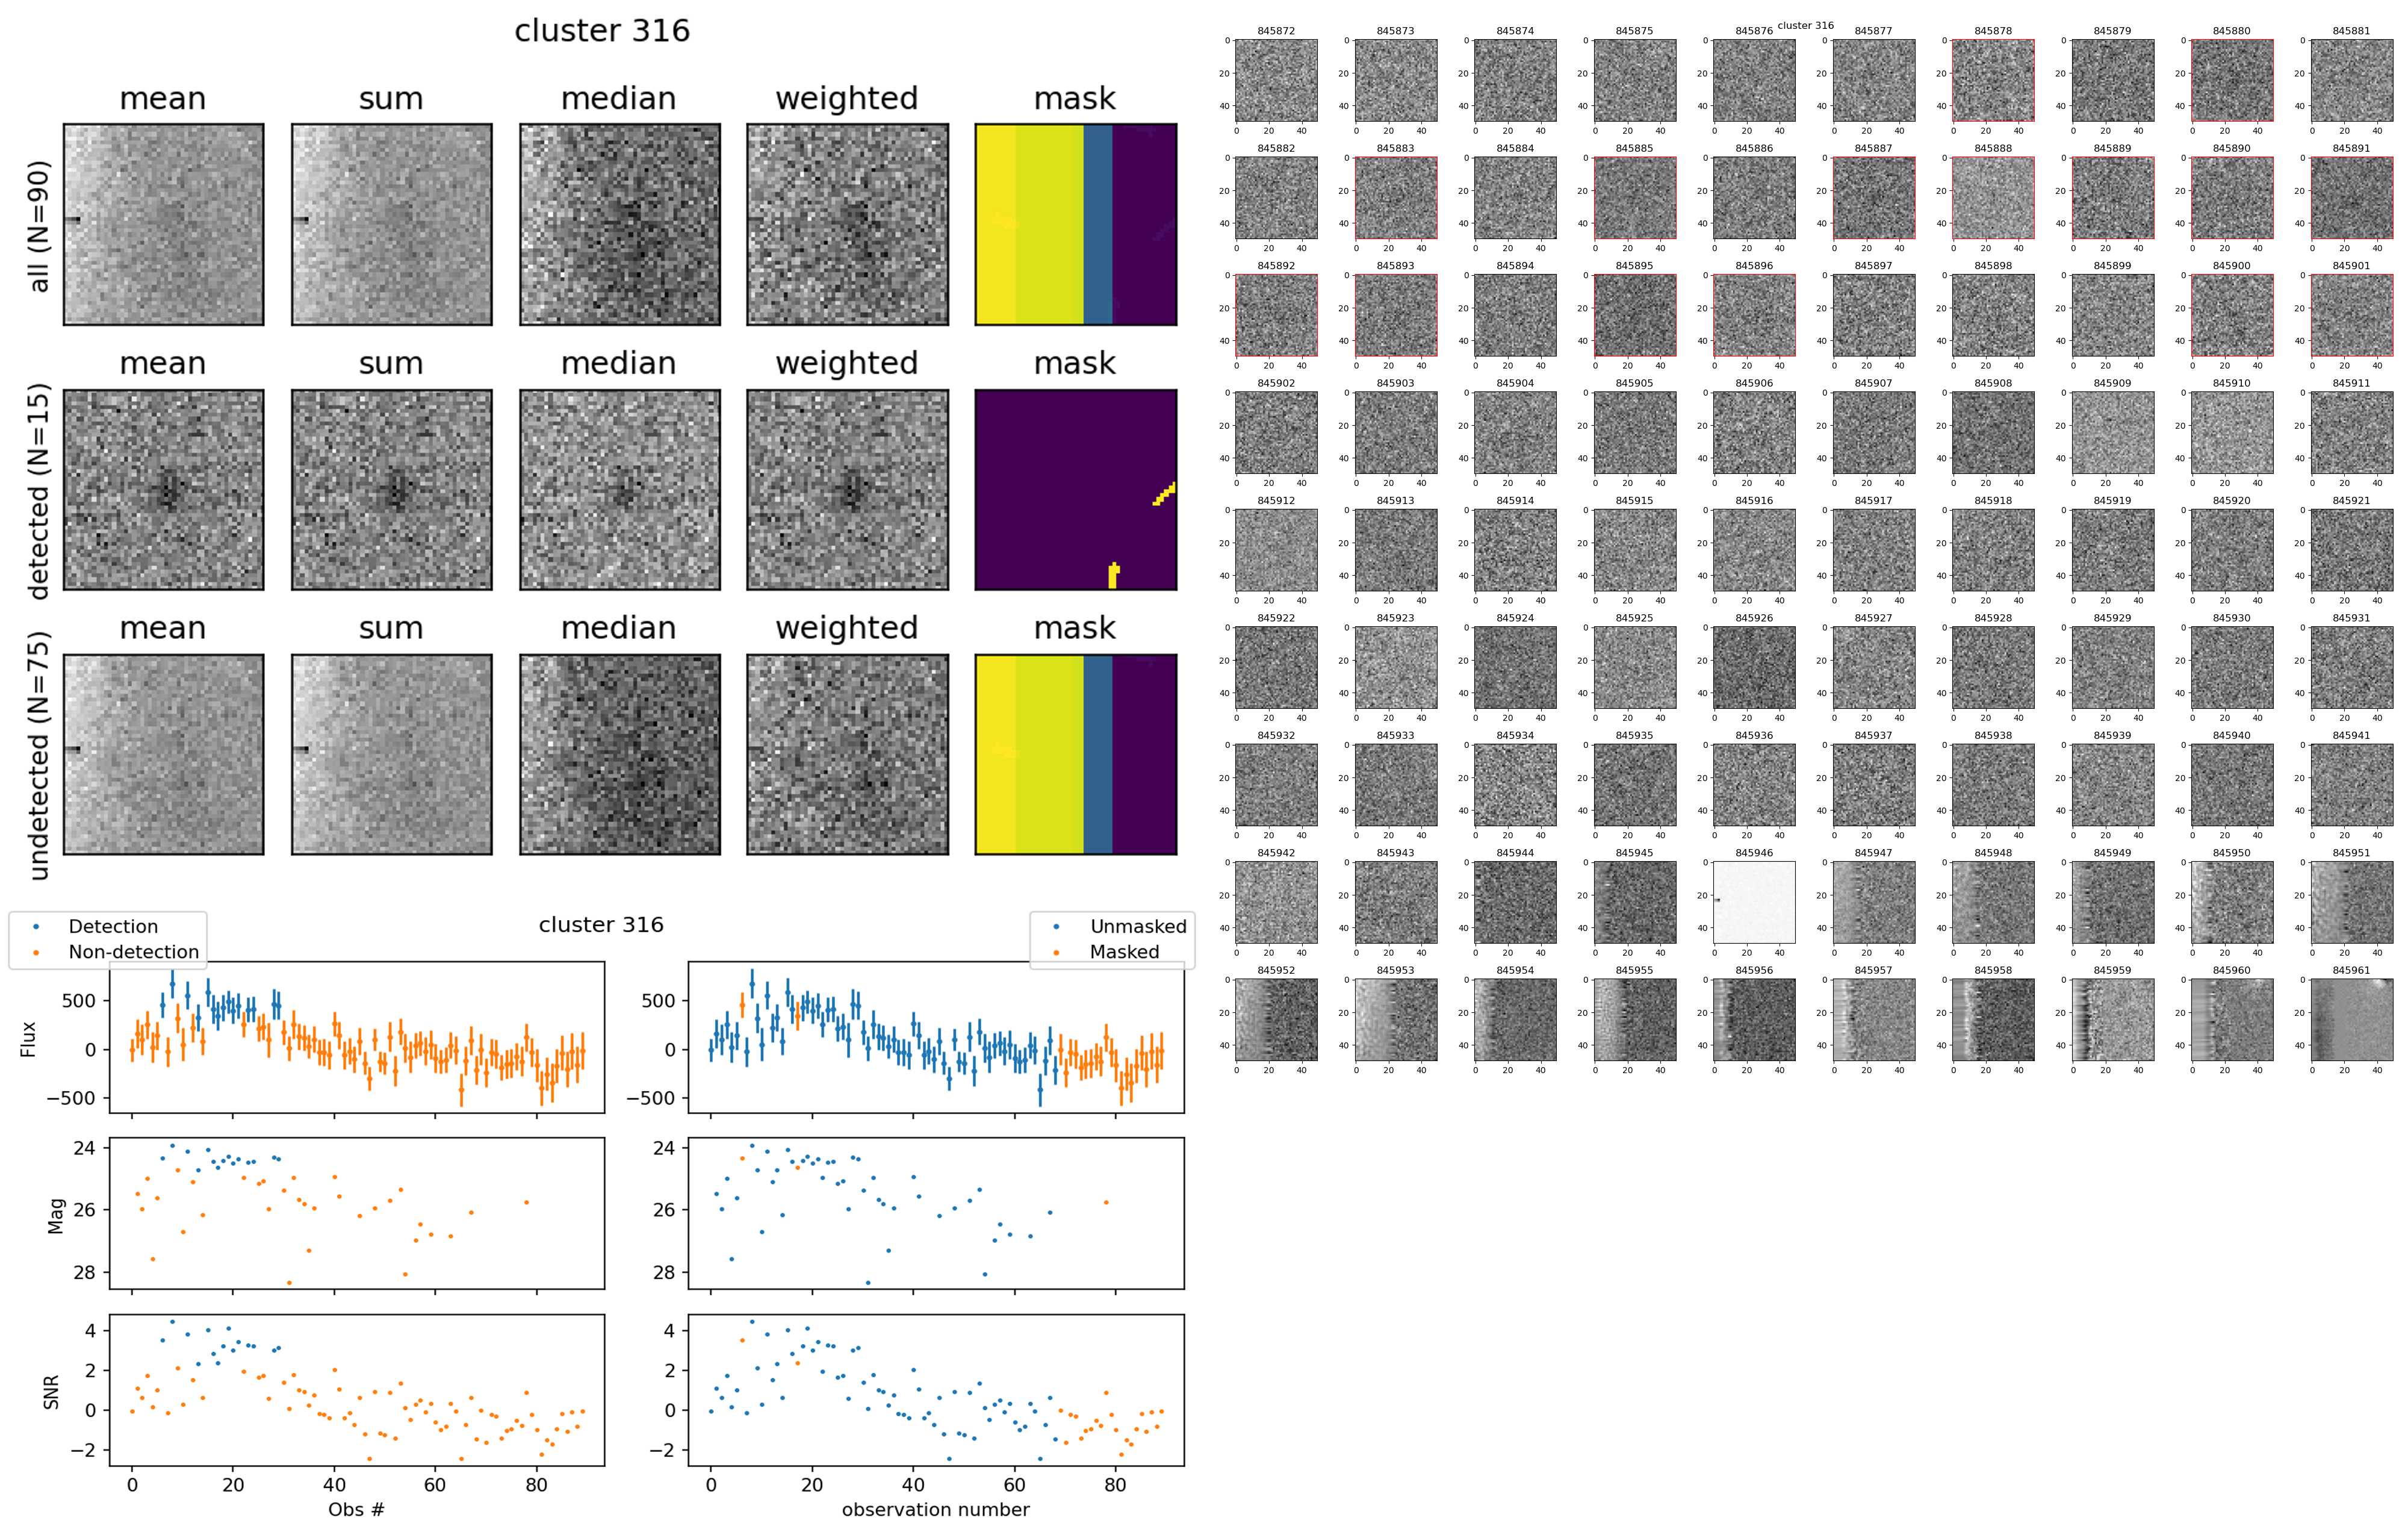 cluster 316
mean sum median weighted mask
all (N=90)
mean sum median weighted mask
detected (N=15)
mean sum median weighted mask
undetected (N=75)
cluster 316
Detection
Non-detection
Unmasked
Masked
Flux
500
0
−500
500
0
−500
Mag
24
26
28
24
26
28
SNR
4
2
0
−2
4
2
0
−2
0 20 40 60 80
Obs #
0 20 40 60 80
observation number
cluster 316
845872 845873 845874 845875 845876 845877 845878 845879 845880 845881
845882 845883 845884 845885 845886 845887 845888 845889 845890 845891
845892 845893 845894 845895 845896 845897 845898 845899 845900 845901
845902 845903 845904 845905 845906 845907 845908 845909 845910 845911
845912 845913 845914 845915 845916 845917 845918 845919 845920 845921
845922 845923 845924 845925 845926 845927 845928 845929 845930 845931
845932 845933 845934 845935 845936 845937 845938 845939 845940 845941
845942 845943 845944 845945 845946 845947 845948 845949 845950 845951
845952 845953 845954 845955 845956 845957 845958 845959 845960 845961
0 20 40